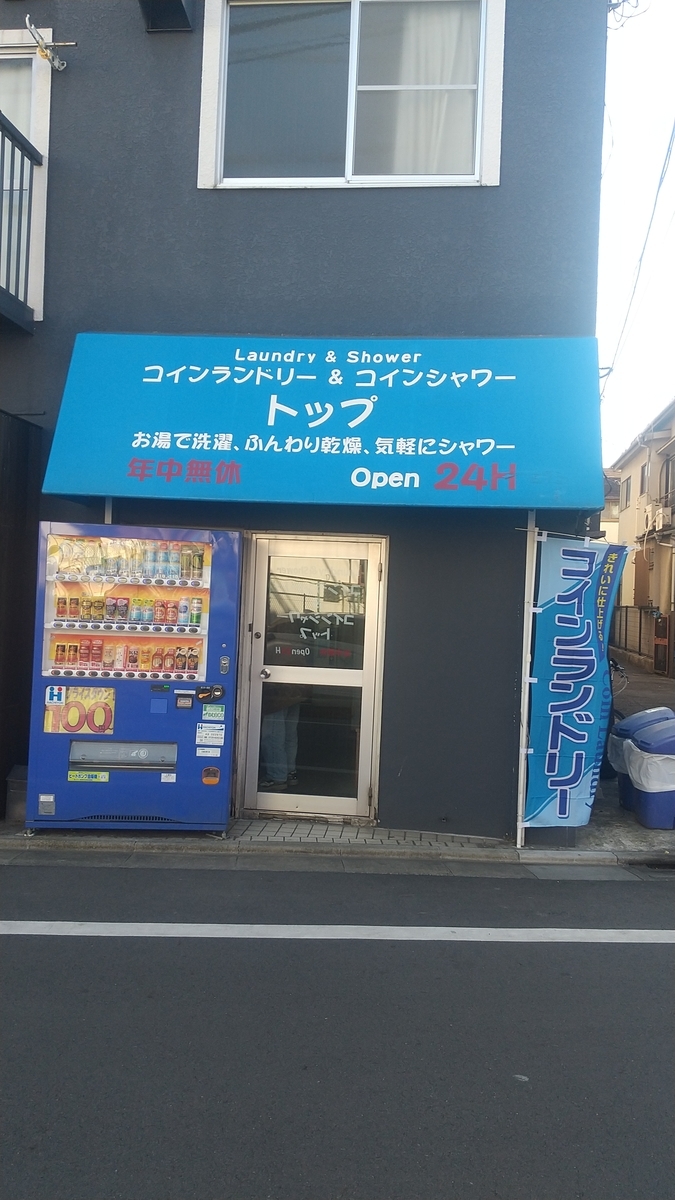 Laundry & Shower
コインランドリー & コインシャワー
トップ
お湯で洗濯、ふんわり乾燥、気軽にシャワー
年中無休 Open 24H
コインランドリー
きれいに仕上げる
100